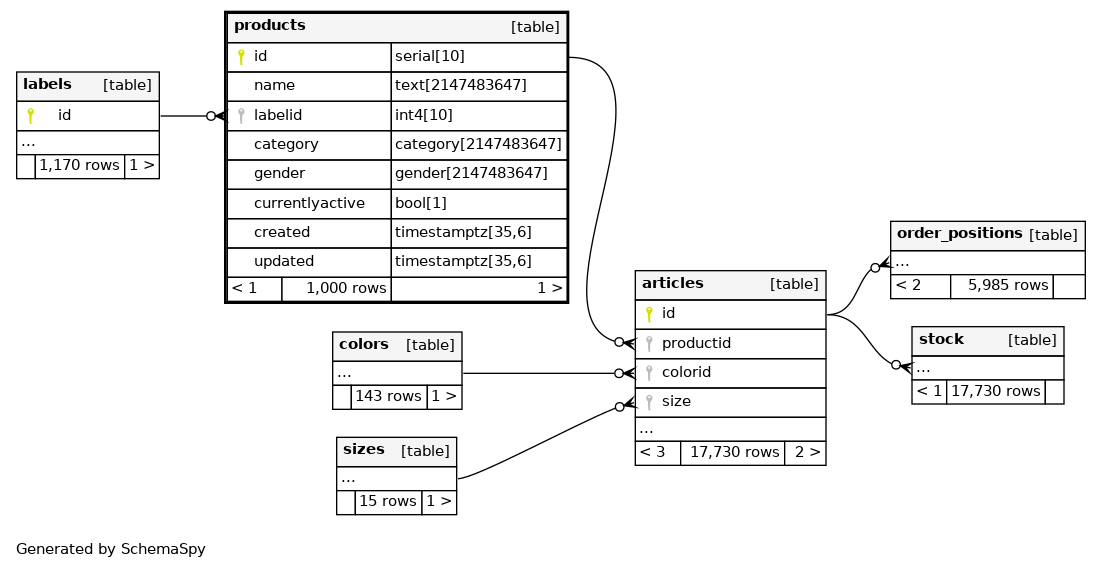 products [table]
id serial[10]
name text[2147483647]
labelid int4[10]
category category[2147483647]
gender gender[2147483647]
currentlyactive bool[1]
created timestamptz[35,6]
updated timestamptz[35,6]
< 1 1,000 rows 1 >
labels [table]
id
...
1,170 rows 1 >
colors [table]
...
143 rows 1 >
sizes [table]
...
15 rows 1 >
articles [table]
id
productid
colorid
size
...
< 3 17,730 rows 2 >
order_positions [table]
...
< 2 5,985 rows
stock [table]
...
< 1 17,730 rows
Generated by SchemaSpy